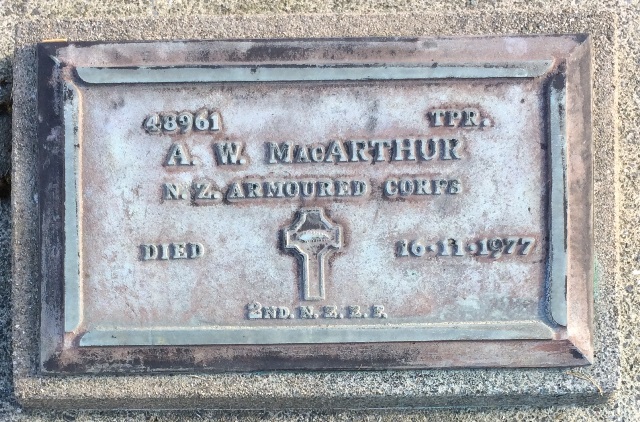 48961 TPR.
A. W. MACARTHUR
N. Z. ARMOURED CORPS
DIED 16·11·1977
2ND. N. Z. E. F.